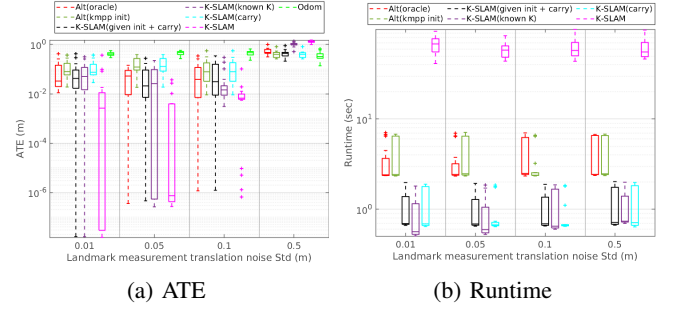 Alt(oracle) K-SLAM(known K) Odom
Alt(kmpp init) K-SLAM(carry)
K-SLAM(given init + carry) K-SLAM
10^0
10^-2
10^-4
10^-6
ATE (m)
0.01 0.05 0.1 0.5
Landmark measurement translation noise Std (m)
(a) ATE
Alt(oracle) K-SLAM(given init + carry) K-SLAM(carry)
Alt(kmpp init) K-SLAM(known K) K-SLAM
10^1
10^0
Runtime (sec)
0.01 0.05 0.1 0.5
Landmark measurement translation noise Std (m)
(b) Runtime